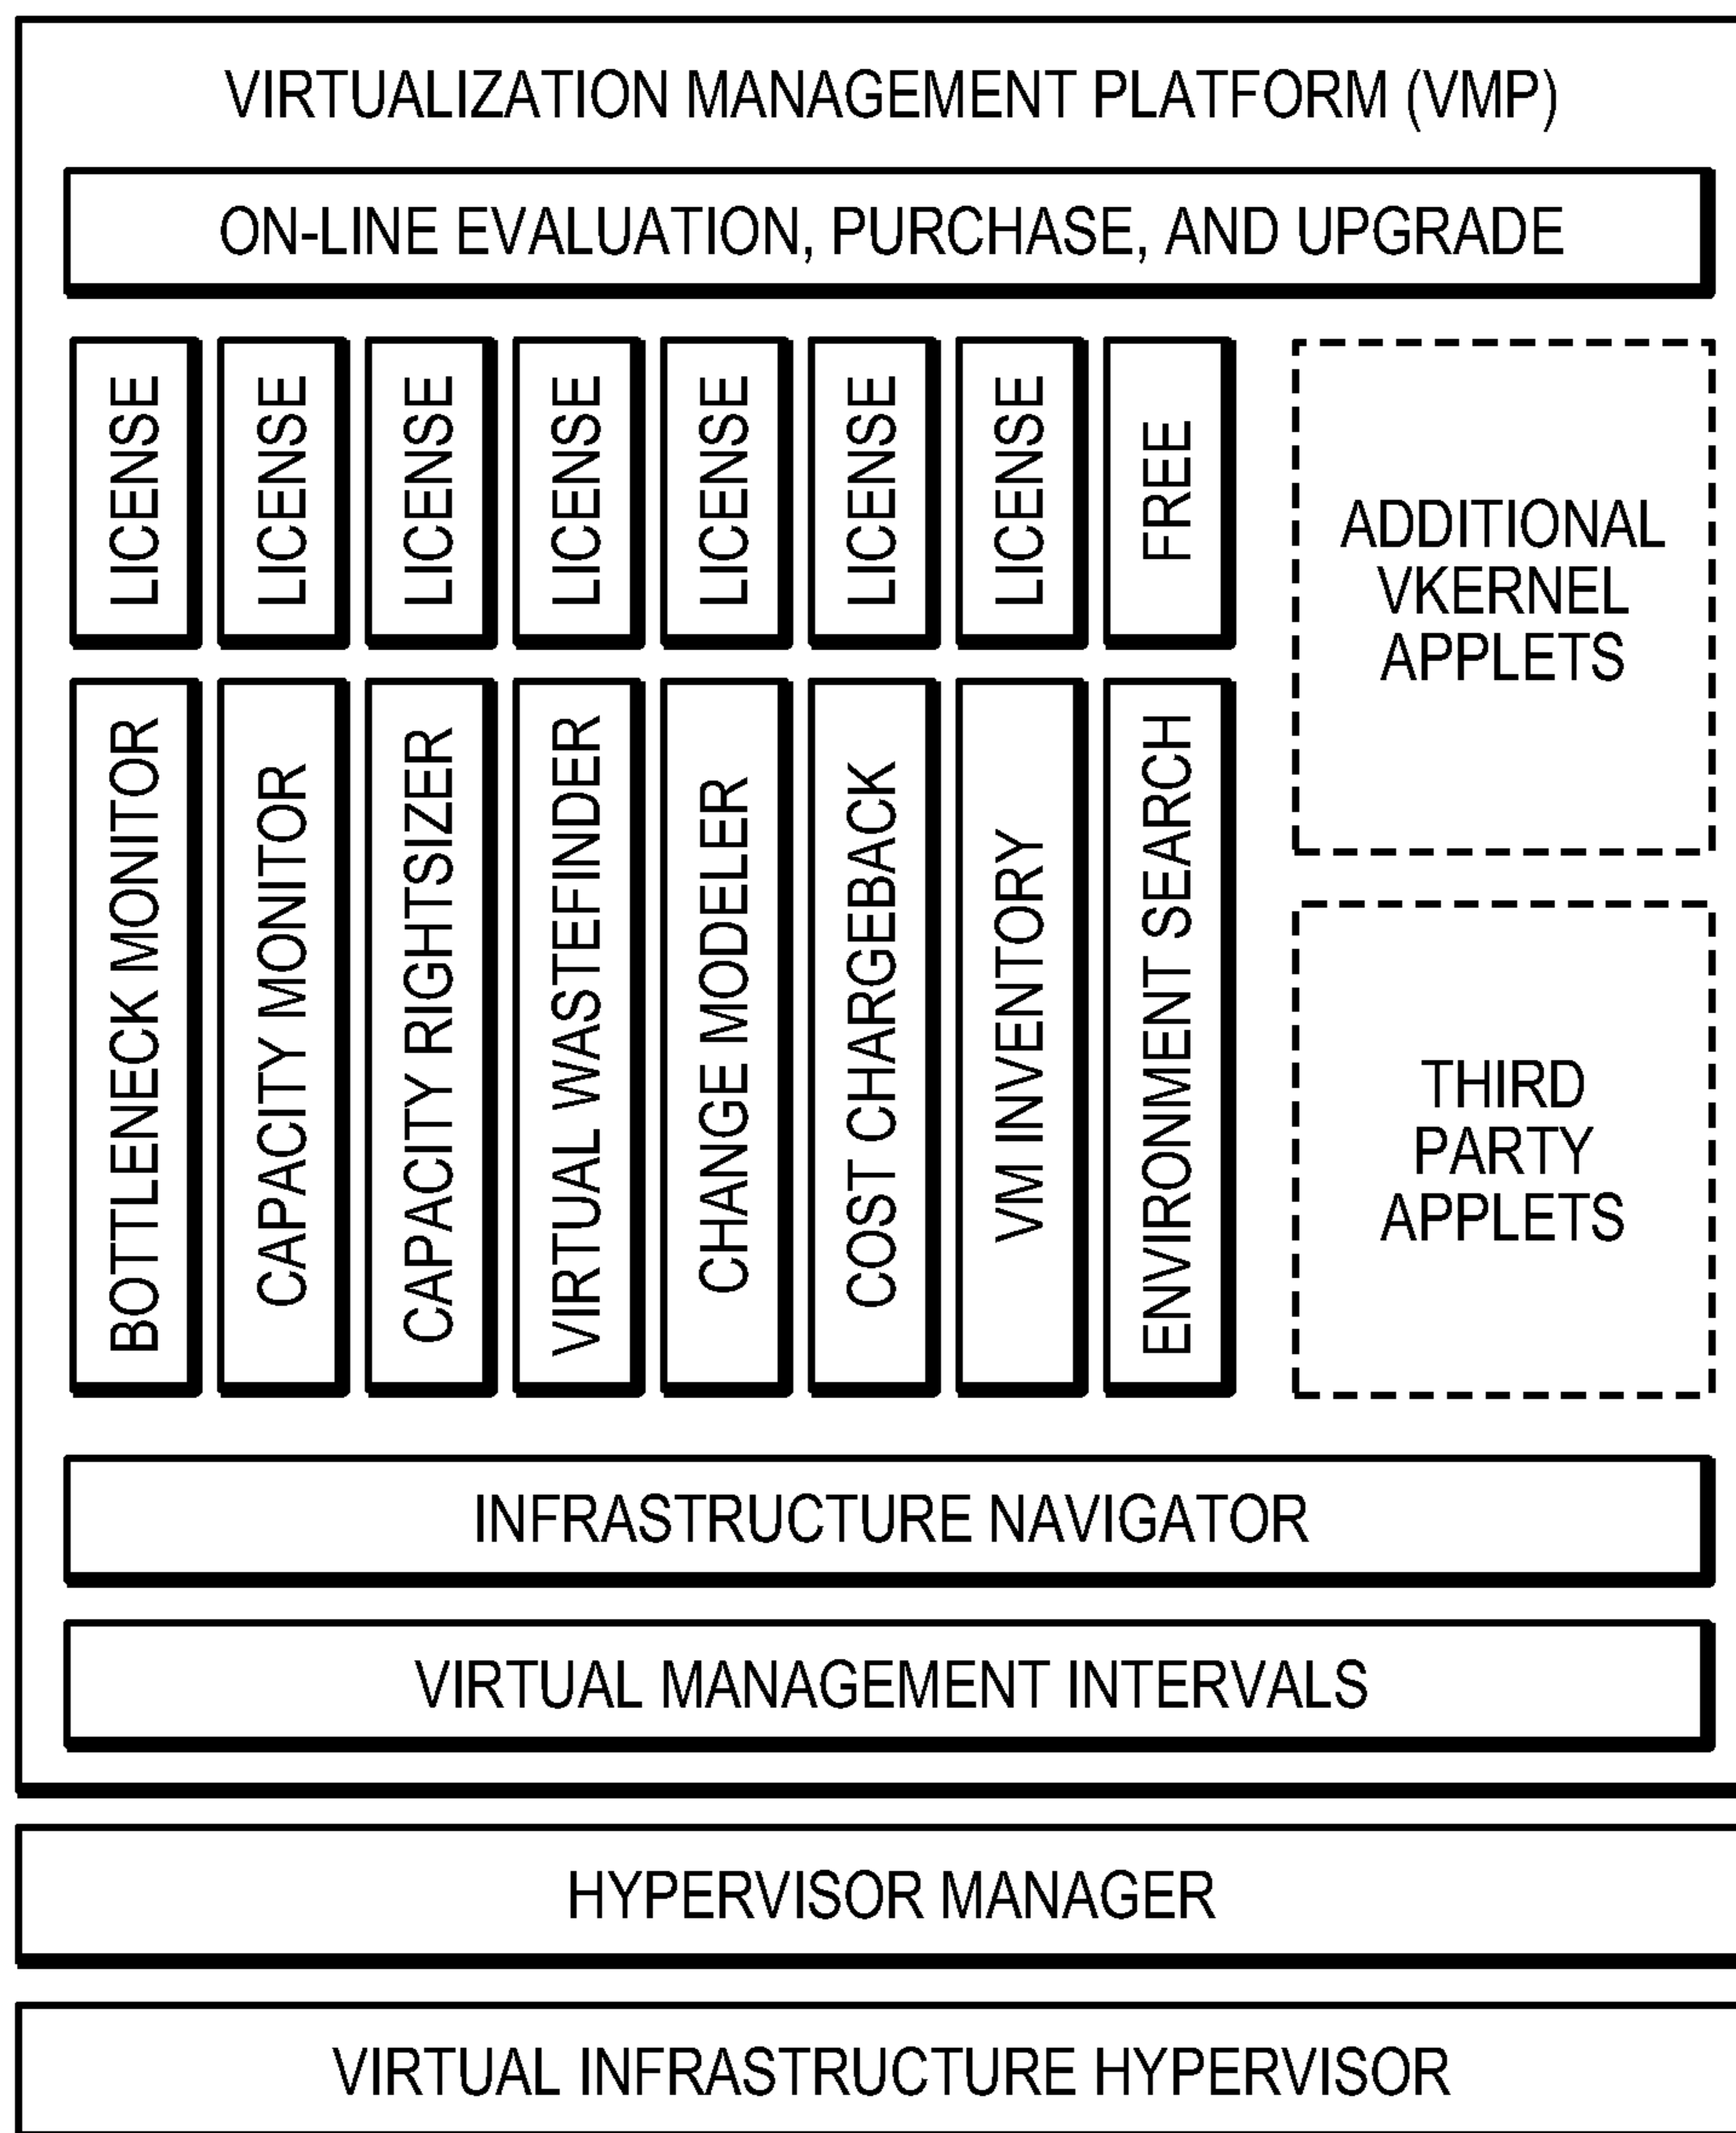 VIRTUALIZATION MANAGEMENT PLATFORM (VMP)
ON-LINE EVALUATION, PURCHASE, AND UPGRADE
LICENSE
LICENSE
LICENSE
LICENSE
LICENSE
LICENSE
LICENSE
FREE
ADDITIONAL
VKERNEL
APPLETS
BOTTLENECK MONITOR
CAPACITY MONITOR
CAPACITY RIGHTSIZER
VIRTUAL WASTEFINDER
CHANGE MODELER
COST CHARGEBACK
VM INVENTORY
ENVIRONMENT SEARCH
THIRD
PARTY
APPLETS
INFRASTRUCTURE NAVIGATOR
VIRTUAL MANAGEMENT INTERVALS
HYPERVISOR MANAGER
VIRTUAL INFRASTRUCTURE HYPERVISOR